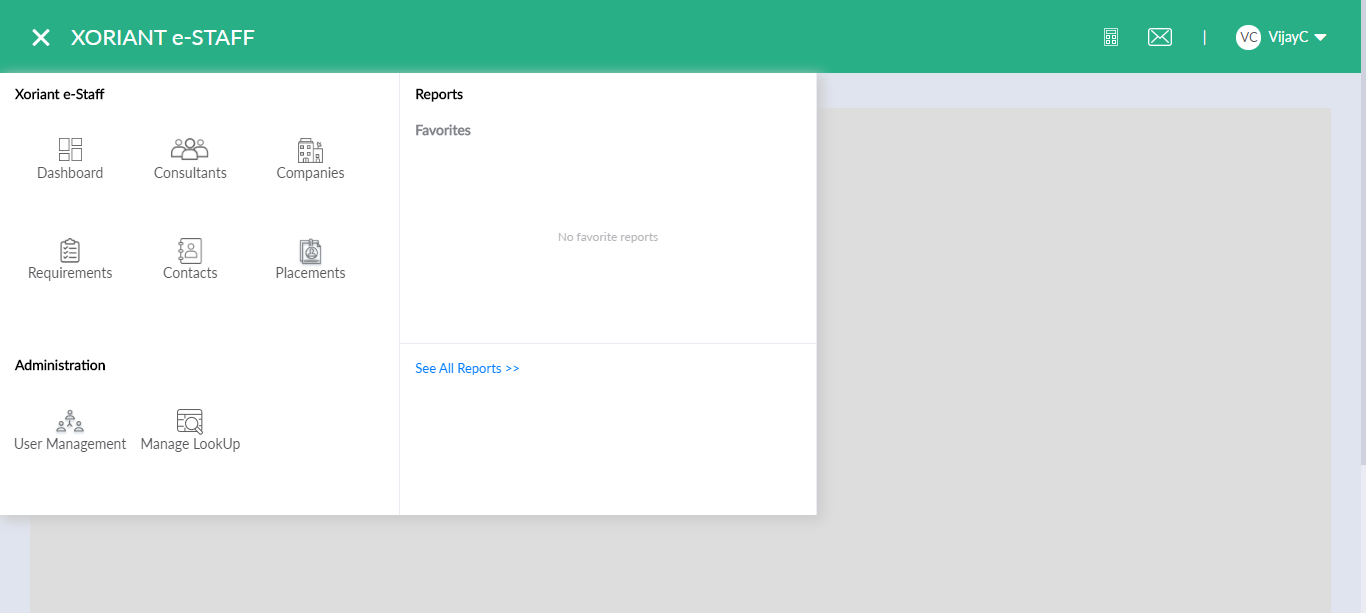 XORIANT e-STAFF
|
VC VijayC
Xoriant e-Staff
Dashboard Consultants Companies
Requirements Contacts Placements
Administration
User Management Manage LookUp
Reports
Favorites
No favorite reports
See All Reports >>